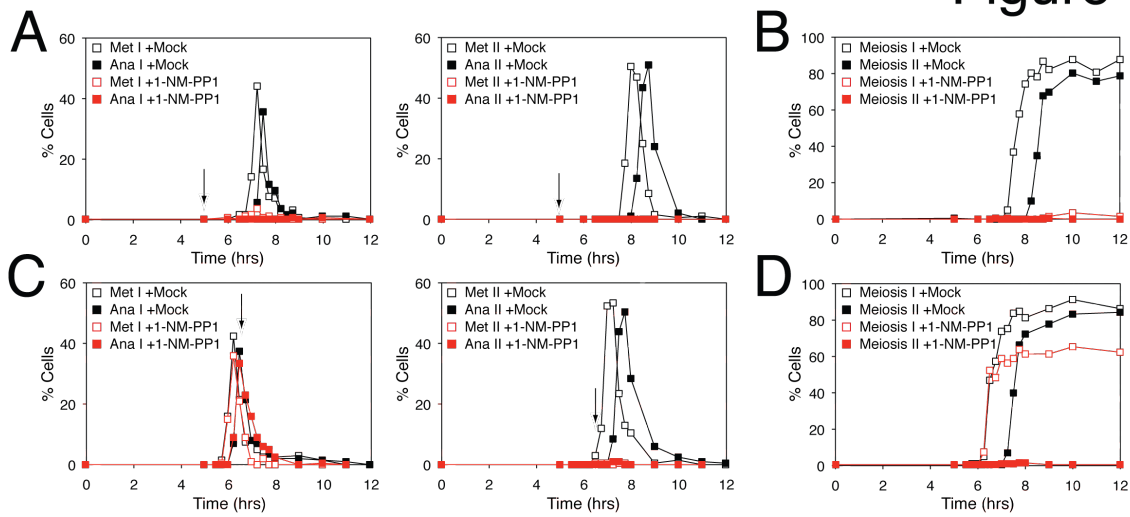 Figure
A
60
40
20
0
% Cells
Met I +Mock
Ana I +Mock
Met I +1-NM-PP1
Ana I +1-NM-PP1
0 2 4 6 8 10 12
Time (hrs)
60
40
20
0
% Cells
Met II +Mock
Ana II +Mock
Met II +1-NM-PP1
Ana II +1-NM-PP1
0 2 4 6 8 10 12
Time (hrs)
B
100
80
60
40
20
0
% Cells
Meiosis I +Mock
Meiosis II +Mock
Meiosis I +1-NM-PP1
Meiosis II +1-NM-PP1
0 2 4 6 8 10 12
Time (hrs)
C
60
40
20
0
% Cells
Met I +Mock
Ana I +Mock
Met I +1-NM-PP1
Ana I +1-NM-PP1
0 2 4 6 8 10 12
Time (hrs)
60
40
20
0
% Cells
Met II +Mock
Ana II +Mock
Met II +1-NM-PP1
Ana II +1-NM-PP1
0 2 4 6 8 10 12
Time (hrs)
D
100
80
60
40
20
0
% Cells
Meiosis I +Mock
Meiosis II +Mock
Meiosis I +1-NM-PP1
Meiosis II +1-NM-PP1
0 2 4 6 8 10 12
Time (hrs)